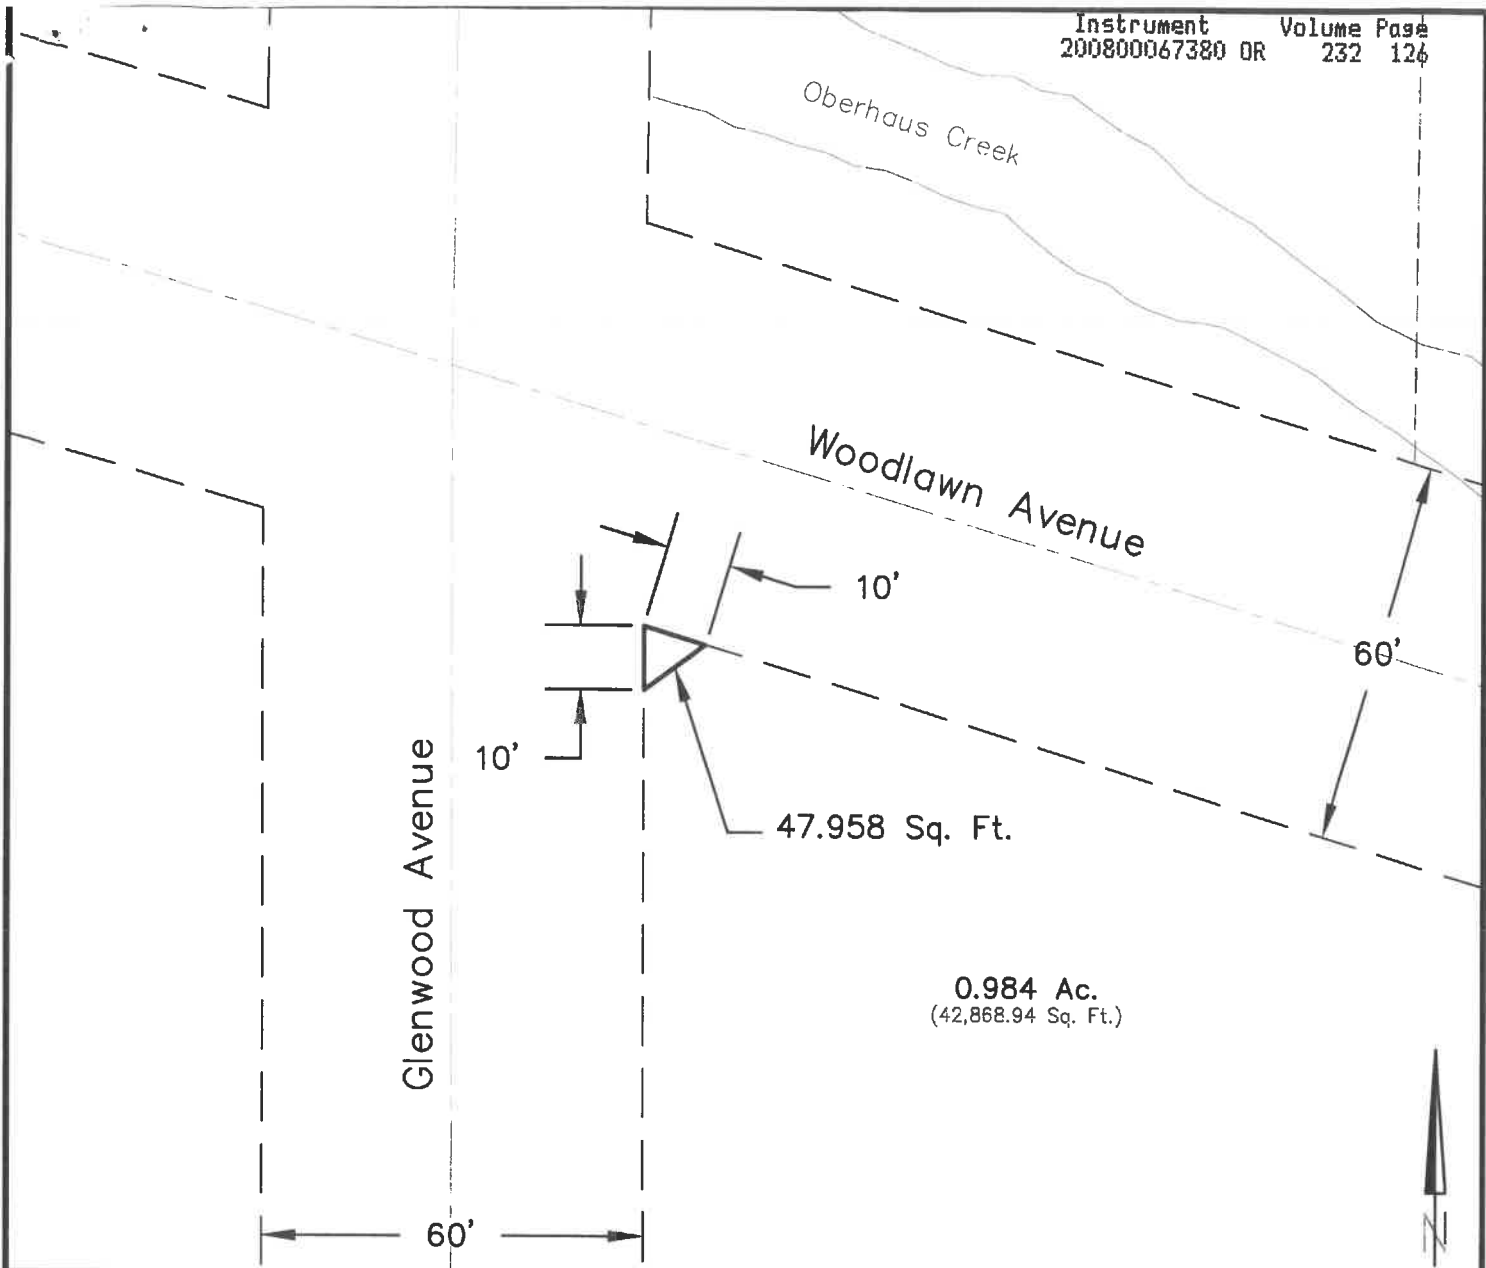 Instrument Volume Page
200800067380 OR 232 126
Oberhaus Creek
Woodlawn Avenue
10'
60'
10'
47.958 Sq. Ft.
Glenwood Avenue
0.984 Ac.
(42,868.94 Sq. Ft.)
60'
N